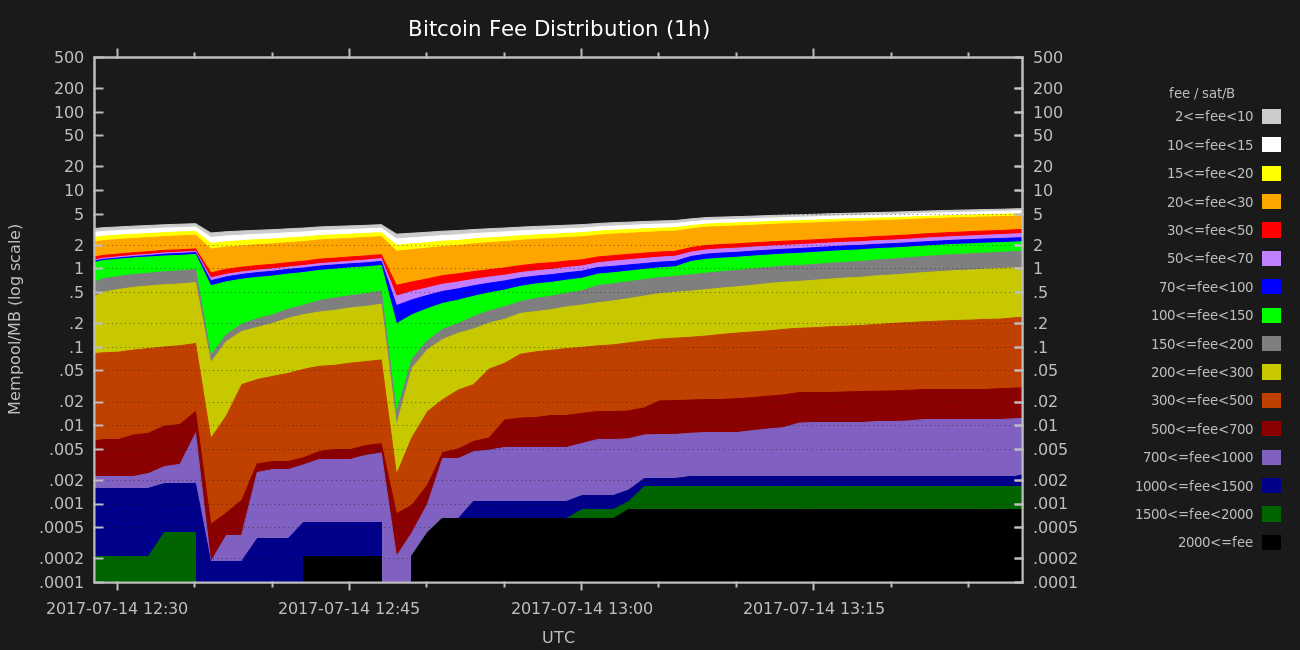 Bitcoin Fee Distribution (1h)
Mempool/MB (log scale)
500
200
100
50
20
10
5
2
1
.5
.2
.1
.05
.02
.01
.005
.002
.001
.0005
.0002
.0001
500
200
100
50
20
10
5
2
1
.5
.2
.1
.05
.02
.01
.005
.002
.001
.0005
.0002
.0001
2017-07-14 12:30 2017-07-14 12:45 2017-07-14 13:00 2017-07-14 13:15
UTC
fee / sat/B
2<=fee<10
10<=fee<15
15<=fee<20
20<=fee<30
30<=fee<50
50<=fee<70
70<=fee<100
100<=fee<150
150<=fee<200
200<=fee<300
300<=fee<500
500<=fee<700
700<=fee<1000
1000<=fee<1500
1500<=fee<2000
2000<=fee